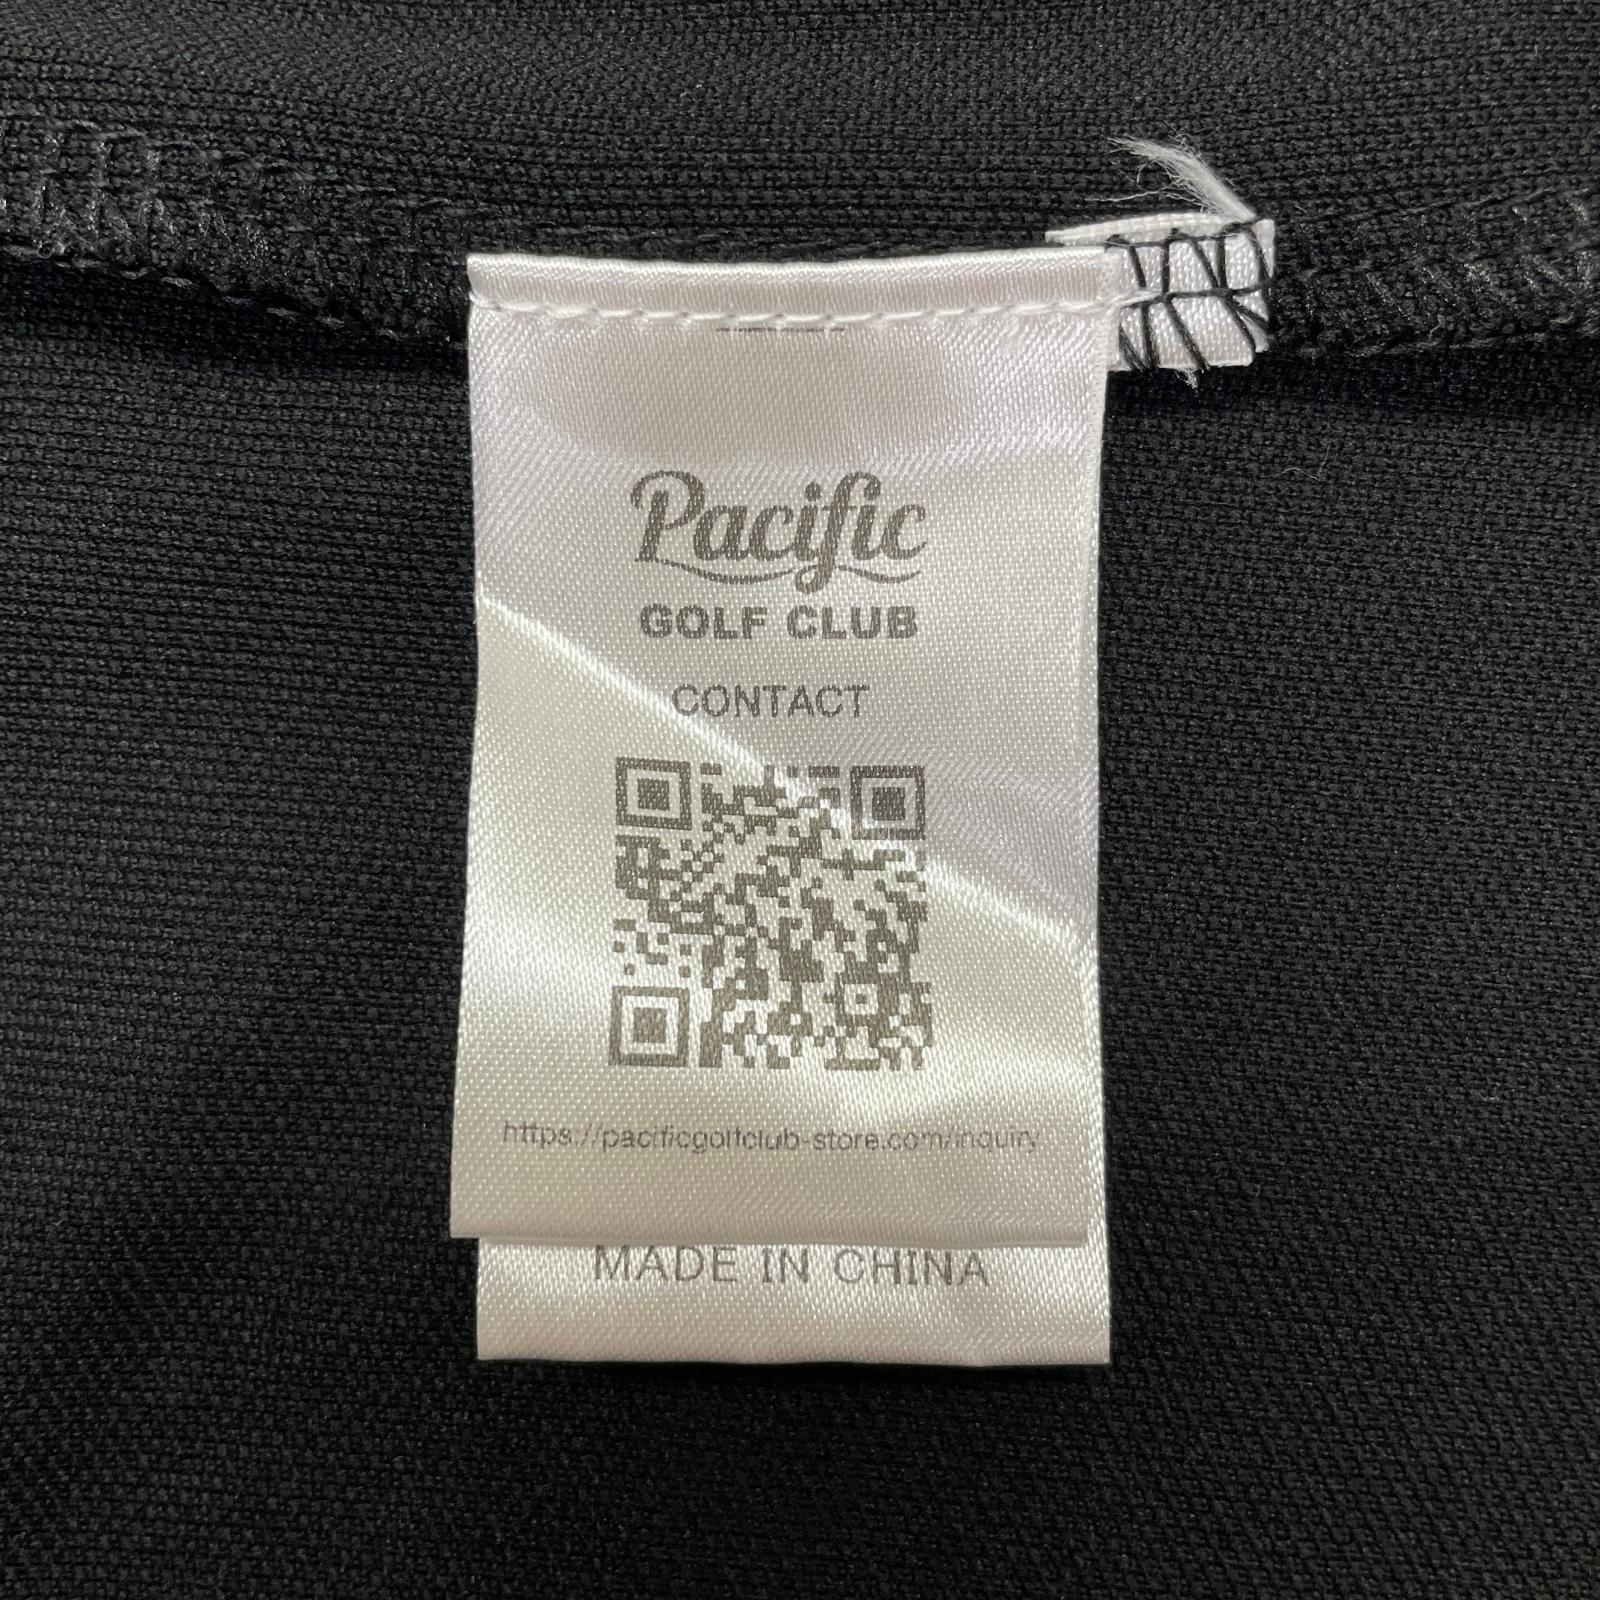 Pacific
GOLF CLUB
CONTACT
https://pacificgolfclub-store.com/inquiry
MADE IN CHINA